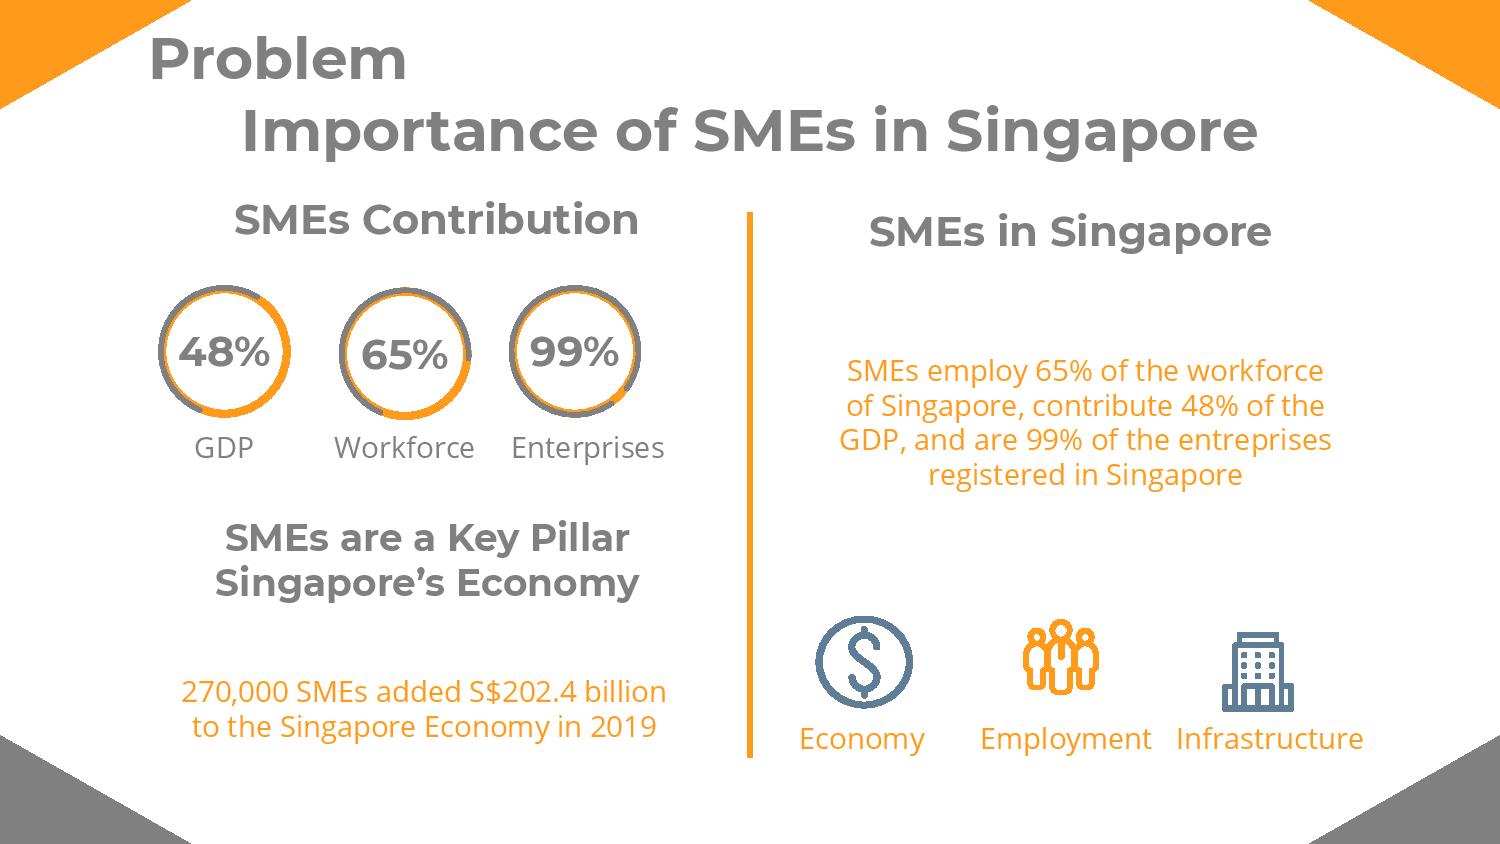 Problem
Importance of SMEs in Singapore
SMEs Contribution
48%
65%
99%
GDP
Workforce
Enterprises
SMEs are a Key Pillar
Singapore's Economy
270,000 SMEs added S$202.4 billion
to the Singapore Economy in 2019
SMEs in Singapore
SMEs employ 65% of the workforce
of Singapore, contribute 48% of the
GDP, and are 99% of the entreprises
registered in Singapore
$
Economy
Employment
Infrastructure